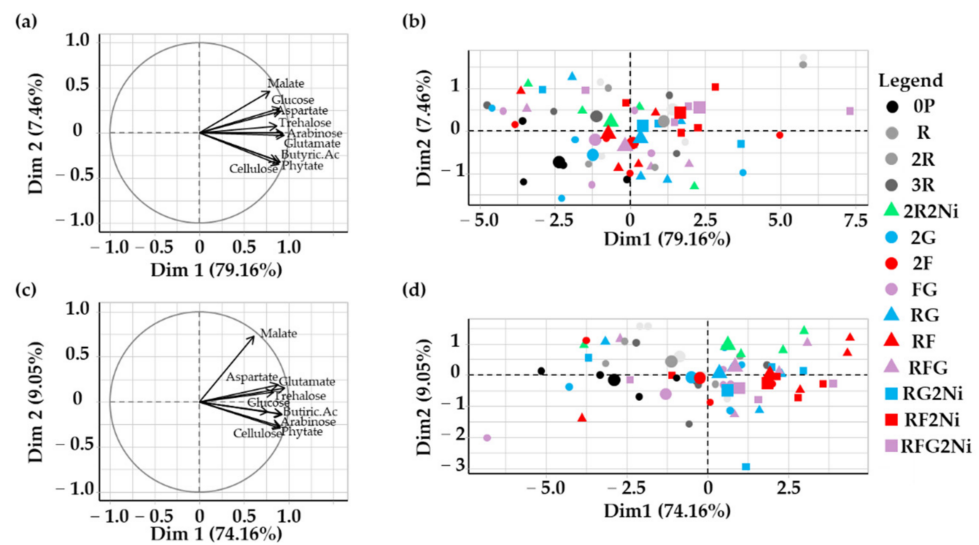 (a)
1.0
0.5
0
– 0.5
– 1.0
Dim 2 (7.46%)
Malate
Glucose
Aspartate
Trehalose
Arabinose
Glutamate
Butyric.Ac
Cellulose Phytate
– 1.0 – 0.5 0 0.5 1.0
Dim 1 (79.16%)
(b)
1
0
– 1
Dim2 (7.46%)
–5.0 –2.5 0 2.5 5.0 7.5
Dim1 (79.16%)
(c)
1.0
0.5
0
– 0.5
– 1.0
Dim 2 (9.05%)
Malate
Aspartate Glutamate
Trehalose
Glucose
Butiric.Ac
Arabinose
Cellulose Phytate
– 1.0 – 0.5 0 0.5 1.0
Dim 1 (74.16%)
(d)
1
0
– 1
– 2
– 3
Dim2 (9.05%)
–5.0 –2.5 0 2.5
Dim1 (74.16%)
Legend
0P
R
2R
3R
2R2Ni
2G
2F
FG
RG
RF
RFG
RG2Ni
RF2Ni
RFG2Ni